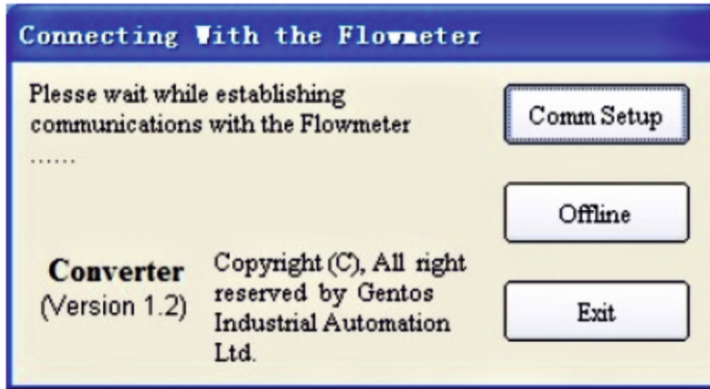 Connecting With the Flowmeter
Plesse wait while establishing
communications with the Flowmeter
......
Comm Setup
Offline
Converter
(Version 1.2)
Copyright (C), All right
reserved by Gentos
Industrial Automation
Ltd.
Exit